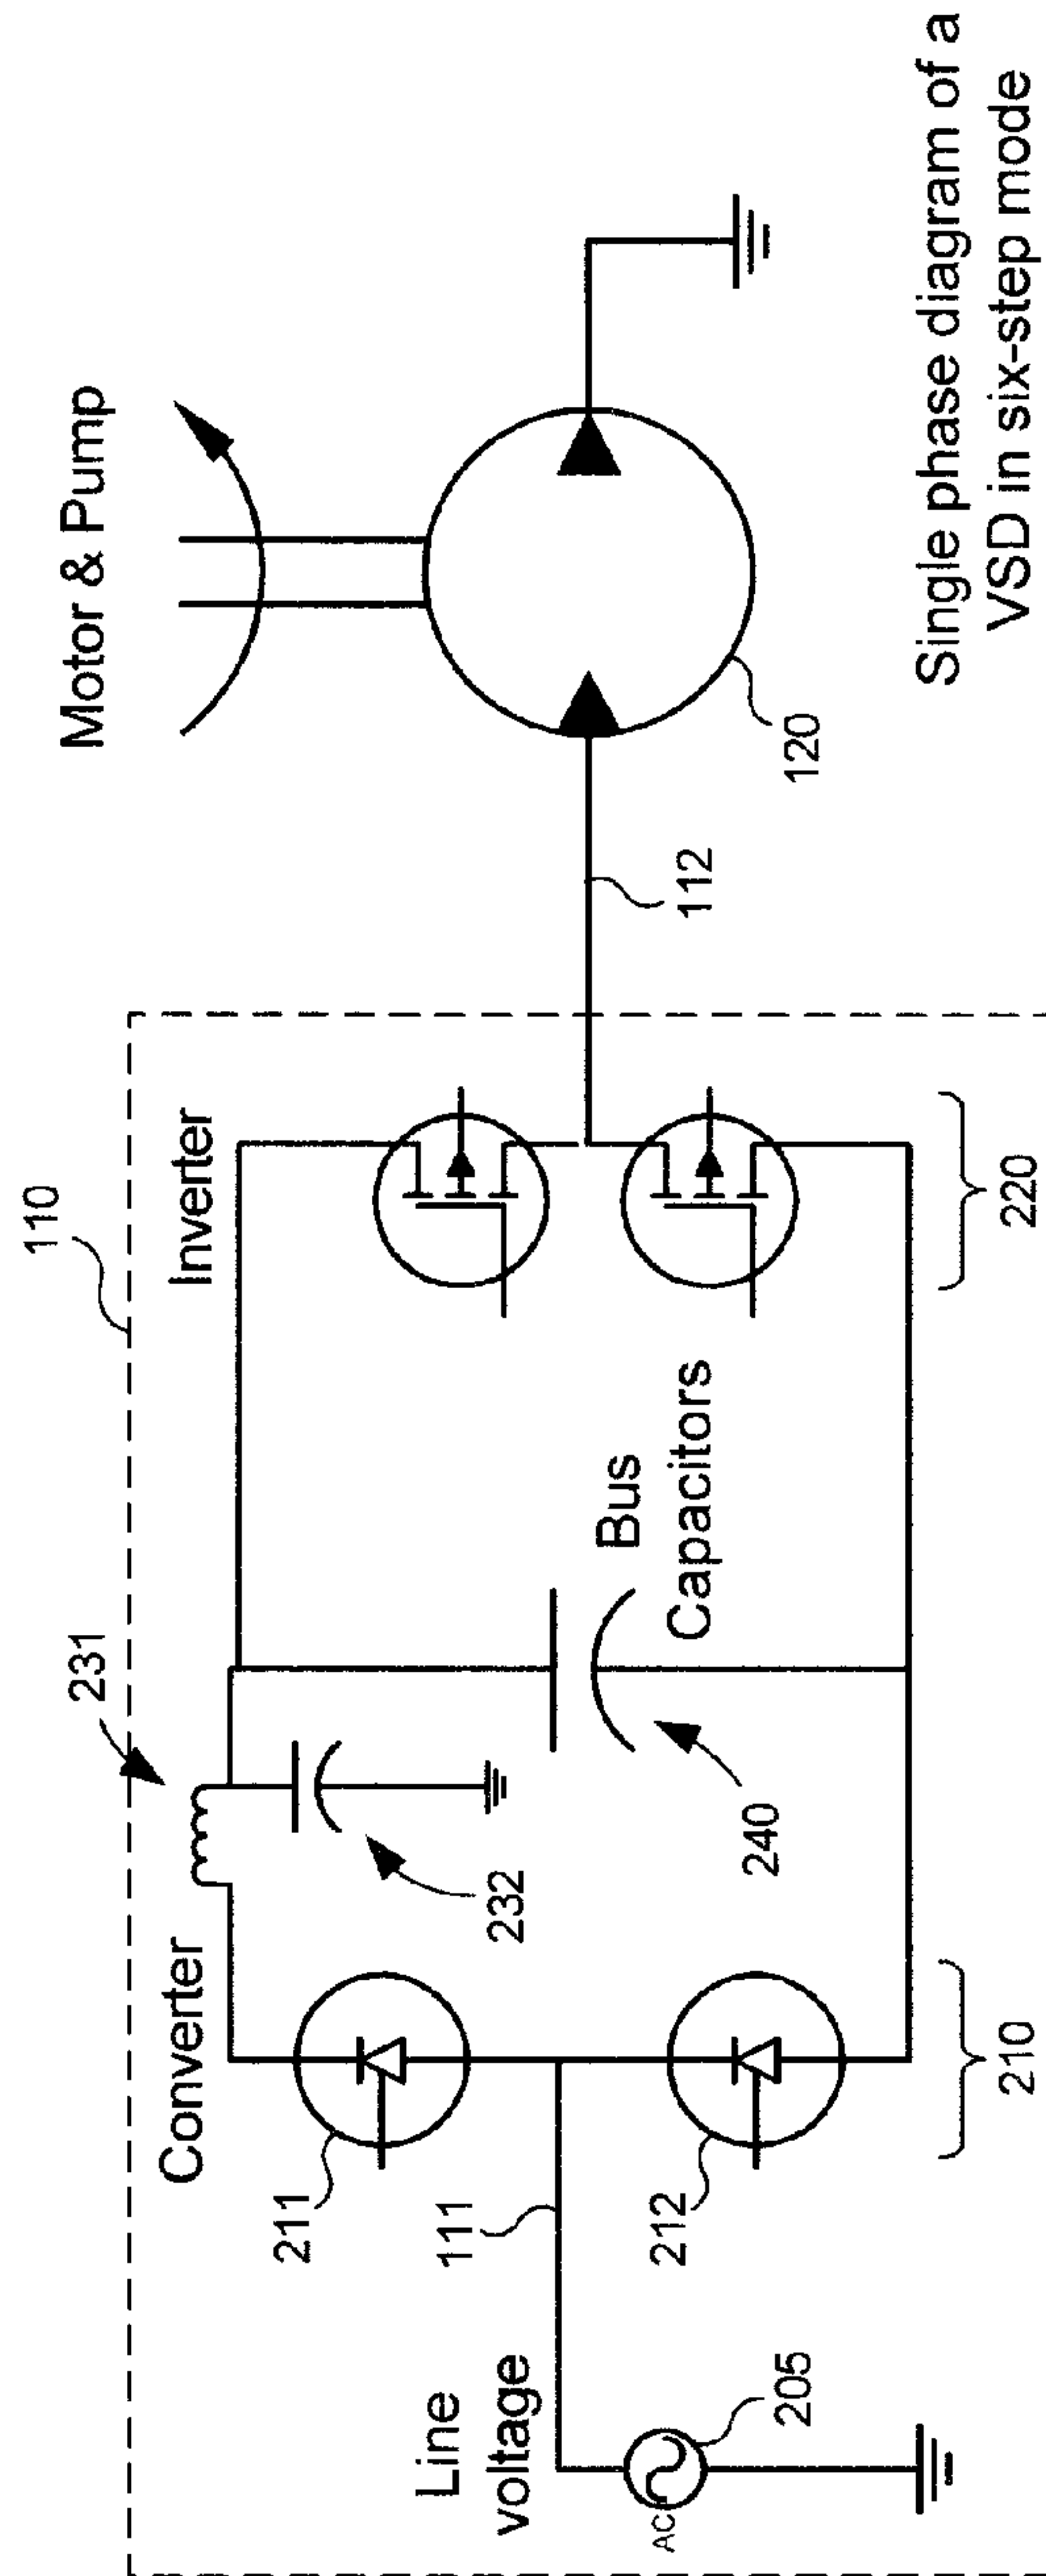 110
Motor & Pump
231
Converter
Inverter
211
232
Line
voltage
111
Bus
Capacitors
112
212
240
120
AC
205
210
220
Single phase diagram of a
VSD in six-step mode